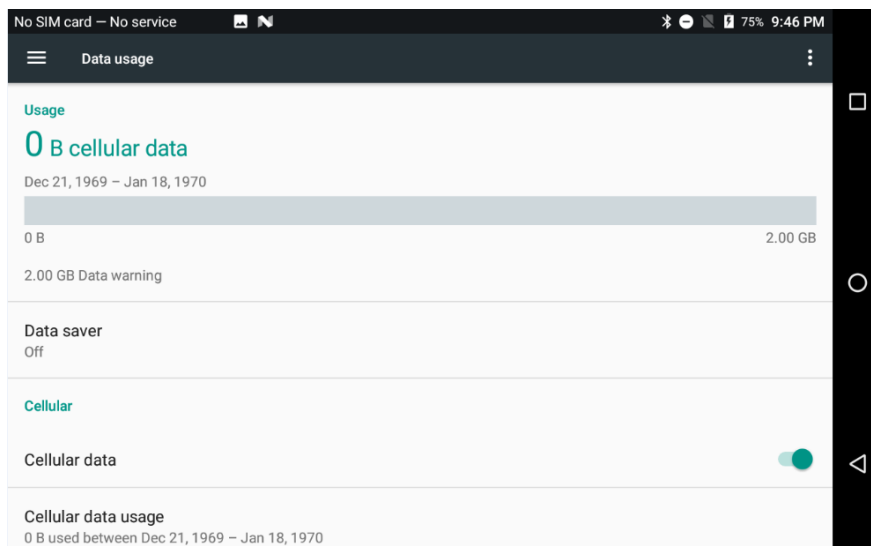 No SIM card — No service 75% 9:46 PM
Data usage
Usage
0 B cellular data
Dec 21, 1969 – Jan 18, 1970
0 B 2.00 GB
2.00 GB Data warning
Data saver
Off
Cellular
Cellular data
Cellular data usage
0 B used between Dec 21, 1969 – Jan 18, 1970